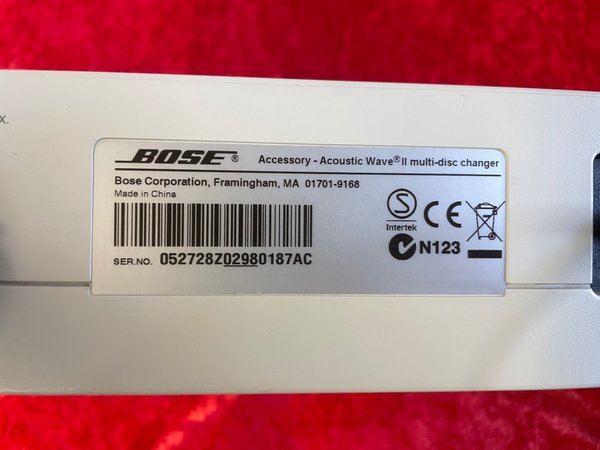 x.
BOSE® Accessory - Acoustic Wave® II multi-disc changer
Bose Corporation, Framingham, MA 01701-9168
Made in China
S
Intertek
CE
N123
SER.NO. 052728Z02980187AC